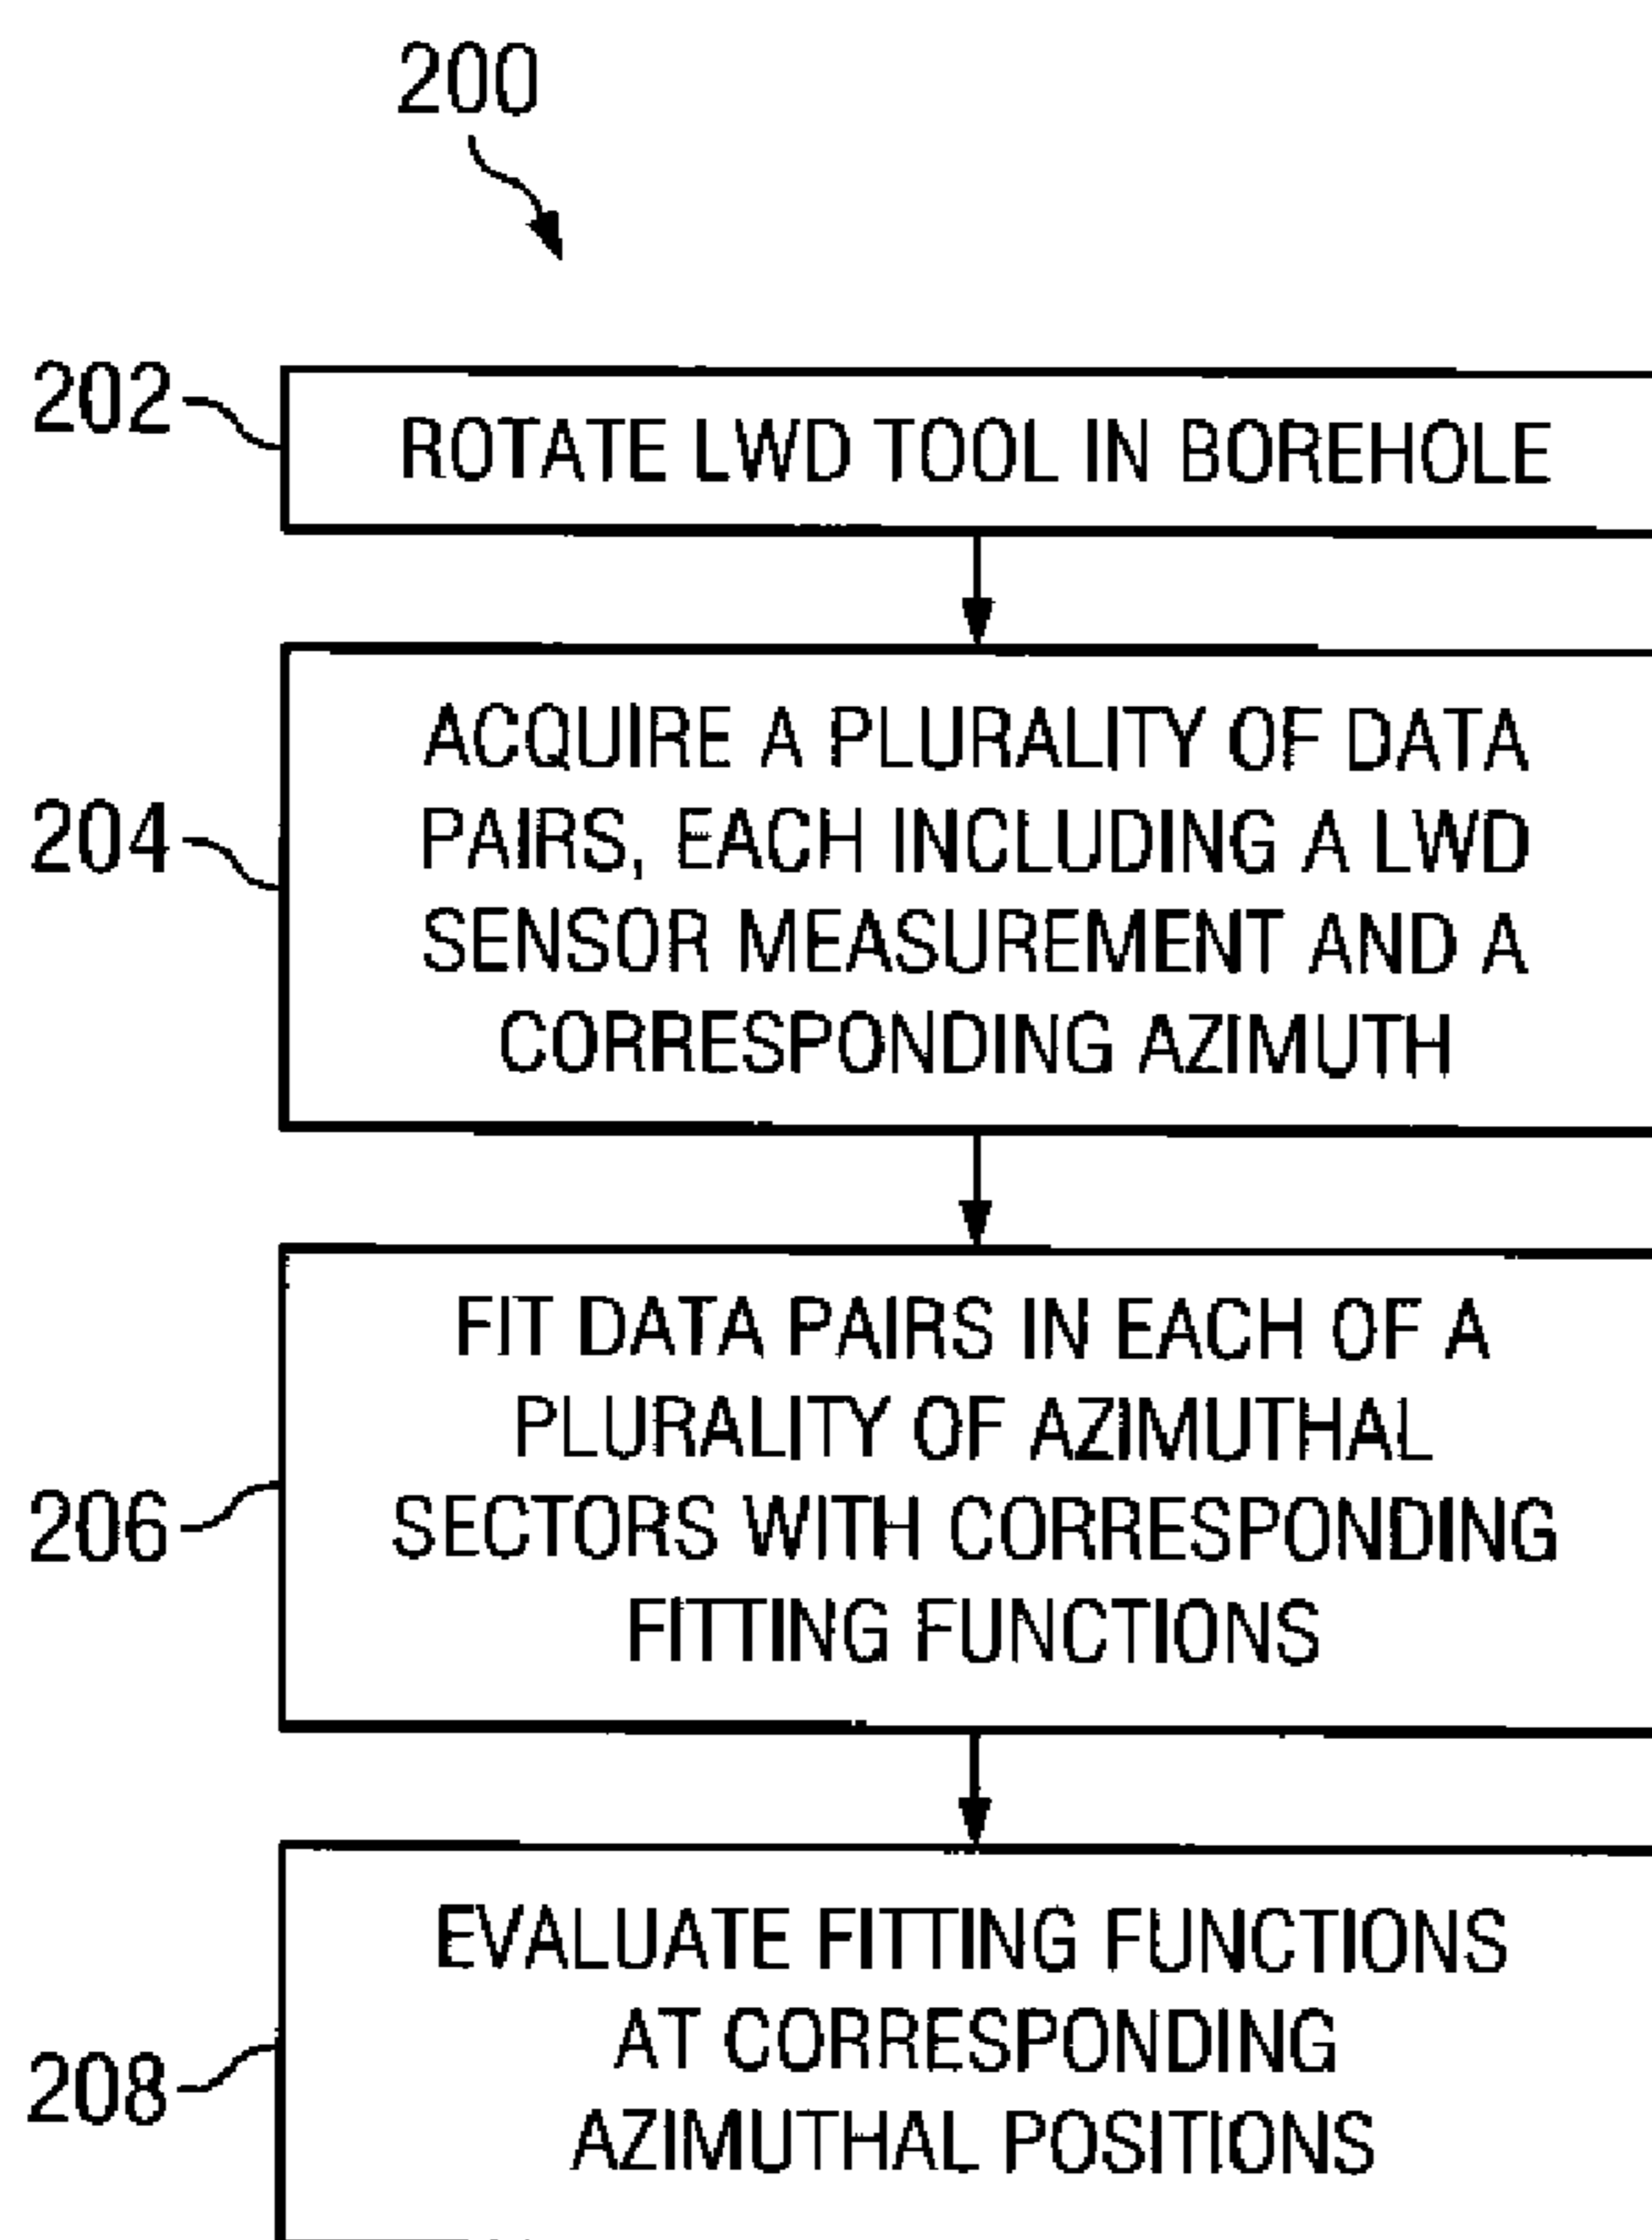 200
202
ROTATE LWD TOOL IN BOREHOLE
204
ACQUIRE A PLURALITY OF DATA
PAIRS, EACH INCLUDING A LWD
SENSOR MEASUREMENT AND A
CORRESPONDING AZIMUTH
206
FIT DATA PAIRS IN EACH OF A
PLURALITY OF AZIMUTHAL
SECTORS WITH CORRESPONDING
FITTING FUNCTIONS
208
EVALUATE FITTING FUNCTIONS
AT CORRESPONDING
AZIMUTHAL POSITIONS